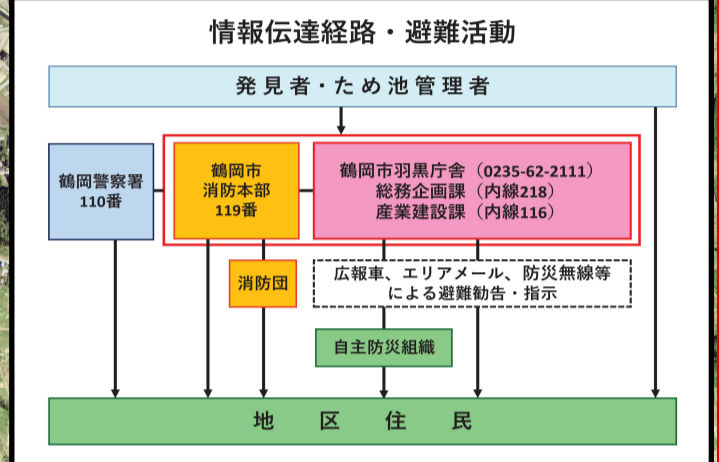 情報伝達経路・避難活動
発見者・ため池管理者
鶴岡警察署
110番
鶴岡市
消防本部
119番
鶴岡市羽黒庁舎（0235-62-2111）
総務企画課（内線218）
産業建設課（内線116）
消防団
広報車、エリアメール、防災無線等
による避難勧告・指示
自主防災組織
地区住民